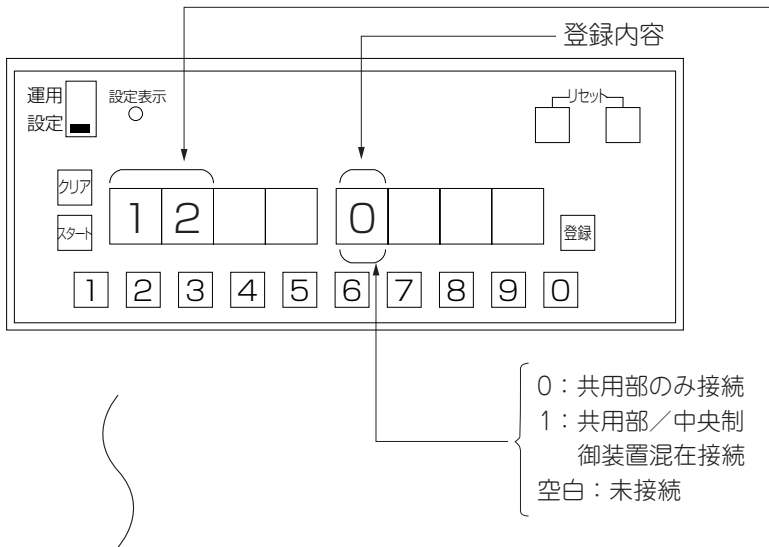 登録内容
運用
設定
設定表示
リセット
クリア
スタート
1 2
0
登録
1 2 3 4 5 6 7 8 9 0
0：共用部のみ接続
1：共用部／中央制
御装置混在接続
空白：未接続